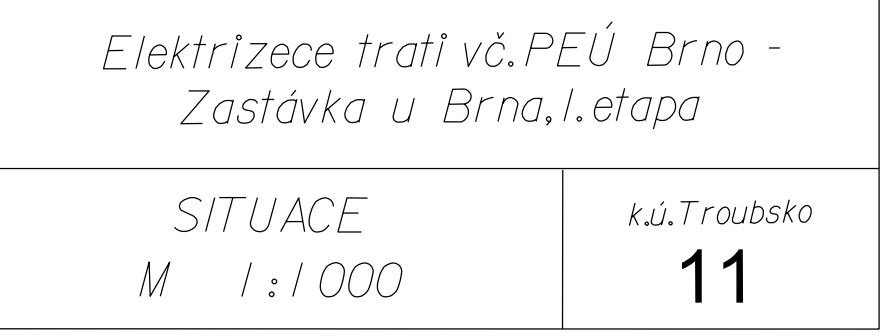 Elektrizece trati vč.PEÚ Brno -
Zastávka u Brna,I.etapa
SITUACE
M 1:1000
k.ú.Troubsko
11